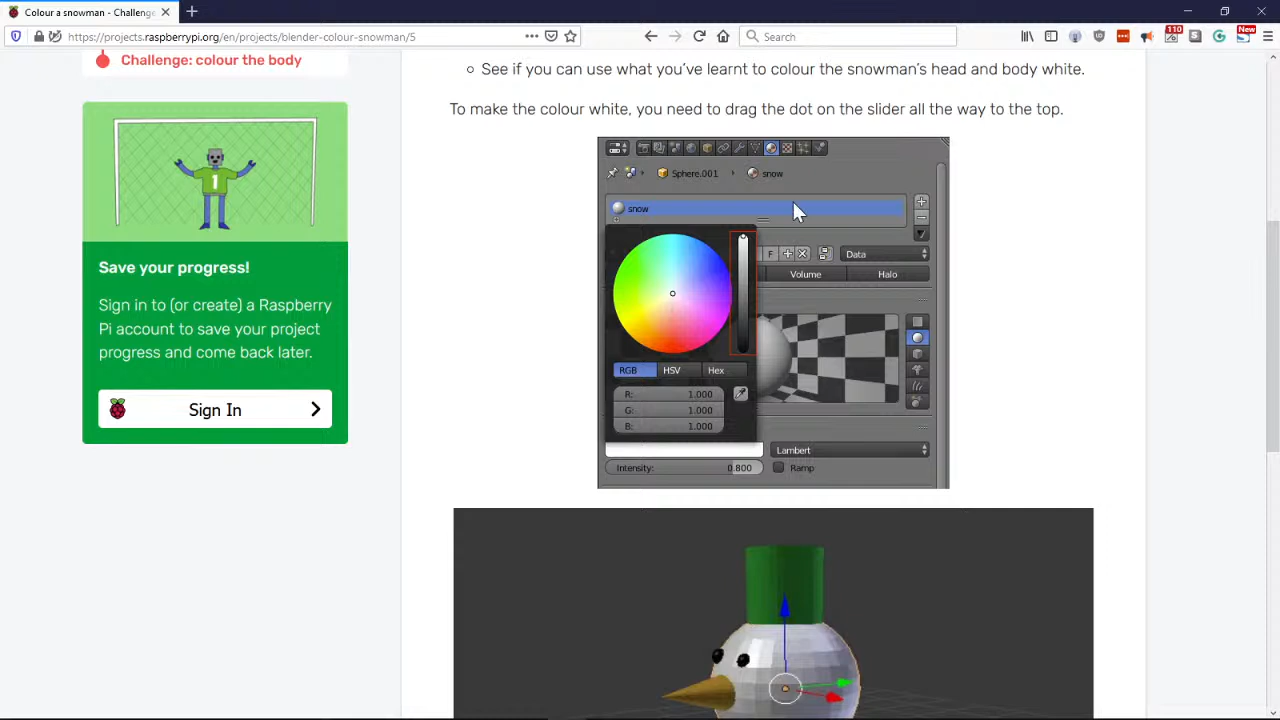 Colour a snowman - Challenge
https://projects.raspberrypi.org/en/projects/blender-colour-snowman/5
Search
110
New
Challenge: colour the body
See if you can use what you've learnt to colour the snowman's head and body white.
To make the colour white, you need to drag the dot on the slider all the way to the top.
Sphere.001
snow
snow
F
Data
Volume
Halo
RGB
HSV
Hex
R: 1.000
G: 1.000
B: 1.000
Lambert
Intensity: 0.800
Ramp
1
Save your progress!
Sign in to (or create) a Raspberry
Pi account to save your project
progress and come back later.
Sign In